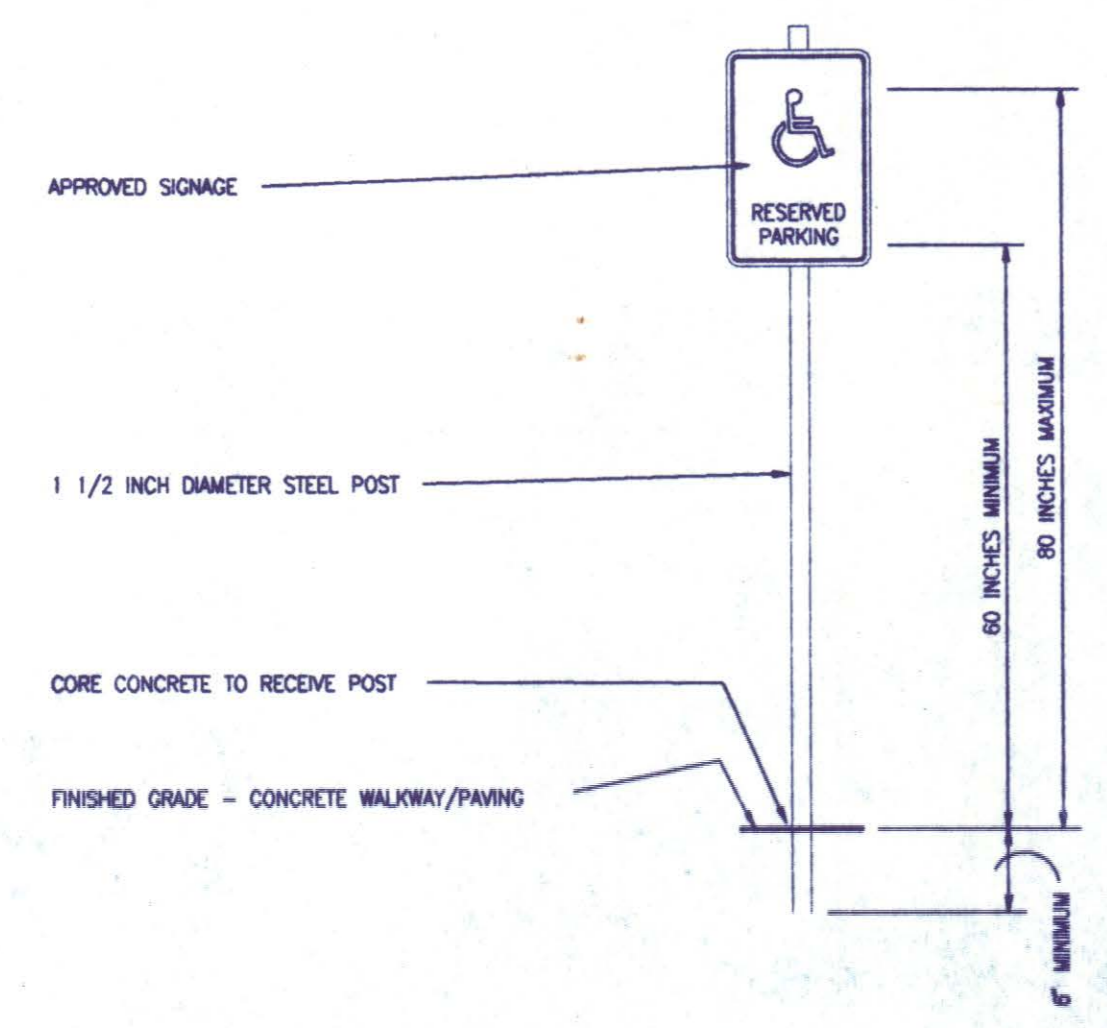 APPROVED SIGNAGE
RESERVED
PARKING
1 1/2 INCH DIAMETER STEEL POST
60 INCHES MINIMUM
80 INCHES MAXIMUM
CORE CONCRETE TO RECEIVE POST
FINISHED GRADE - CONCRETE WALKWAY/PAVING
6" MINIMUM